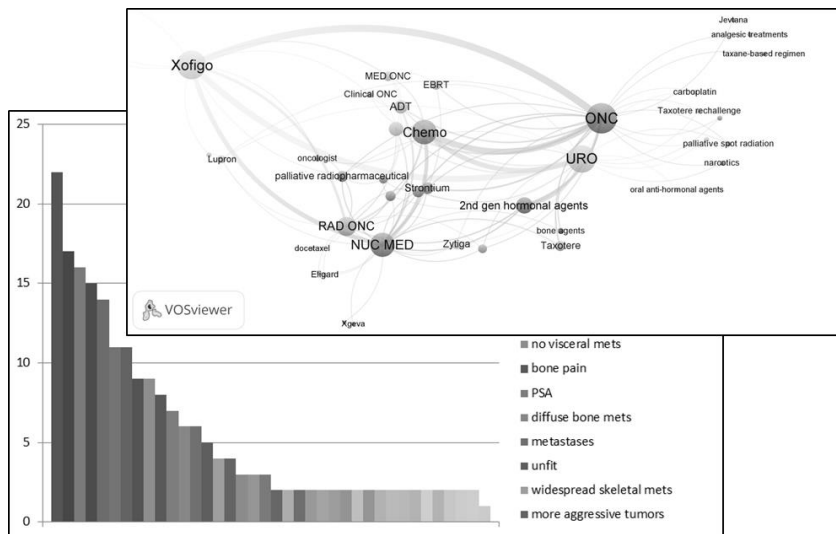 Jevtana
analgesic treatments
taxane-based regimen
Xofigo
MED ONC
EBRT
Clinical ONC
ADT
carboplatin
Taxotere rechallenge
Chemo
ONC
palliative spot radiation
Lupron
oncologist
URO
narcotics
palliative radiopharmaceutical
Strontium
oral anti-hormonal agents
2nd gen hormonal agents
RAD ONC
bone agents
docetaxel
NUC MED
Zytiga
Taxotere
Eligard
VOSviewer
Xgeva
25
20
15
10
5
0
no visceral mets
bone pain
PSA
diffuse bone mets
metastases
unfit
widespread skeletal mets
more aggressive tumors